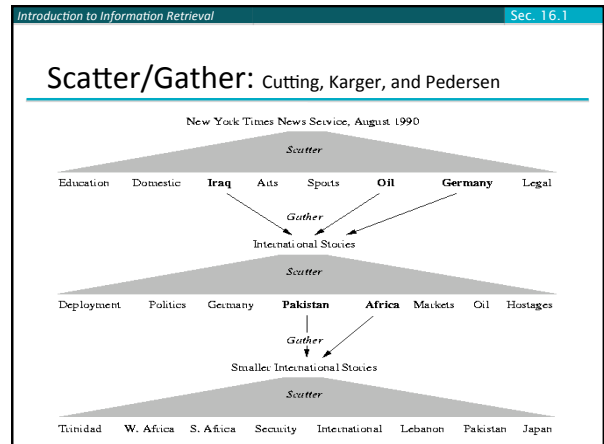 Introduction to Information Retrieval Sec. 16.1
Scatter/Gather: Cutting, Karger, and Pedersen
New York Times News Service, August 1990
Scatter
Education Domestic Iraq Arts Sports Oil Germany Legal
Gather
International Stories
Scatter
Deployment Politics Germany Pakistan Africa Markets Oil Hostages
Gather
Smaller International Stories
Scatter
Trinidad W. Africa S. Africa Security International Lebanon Pakistan Japan